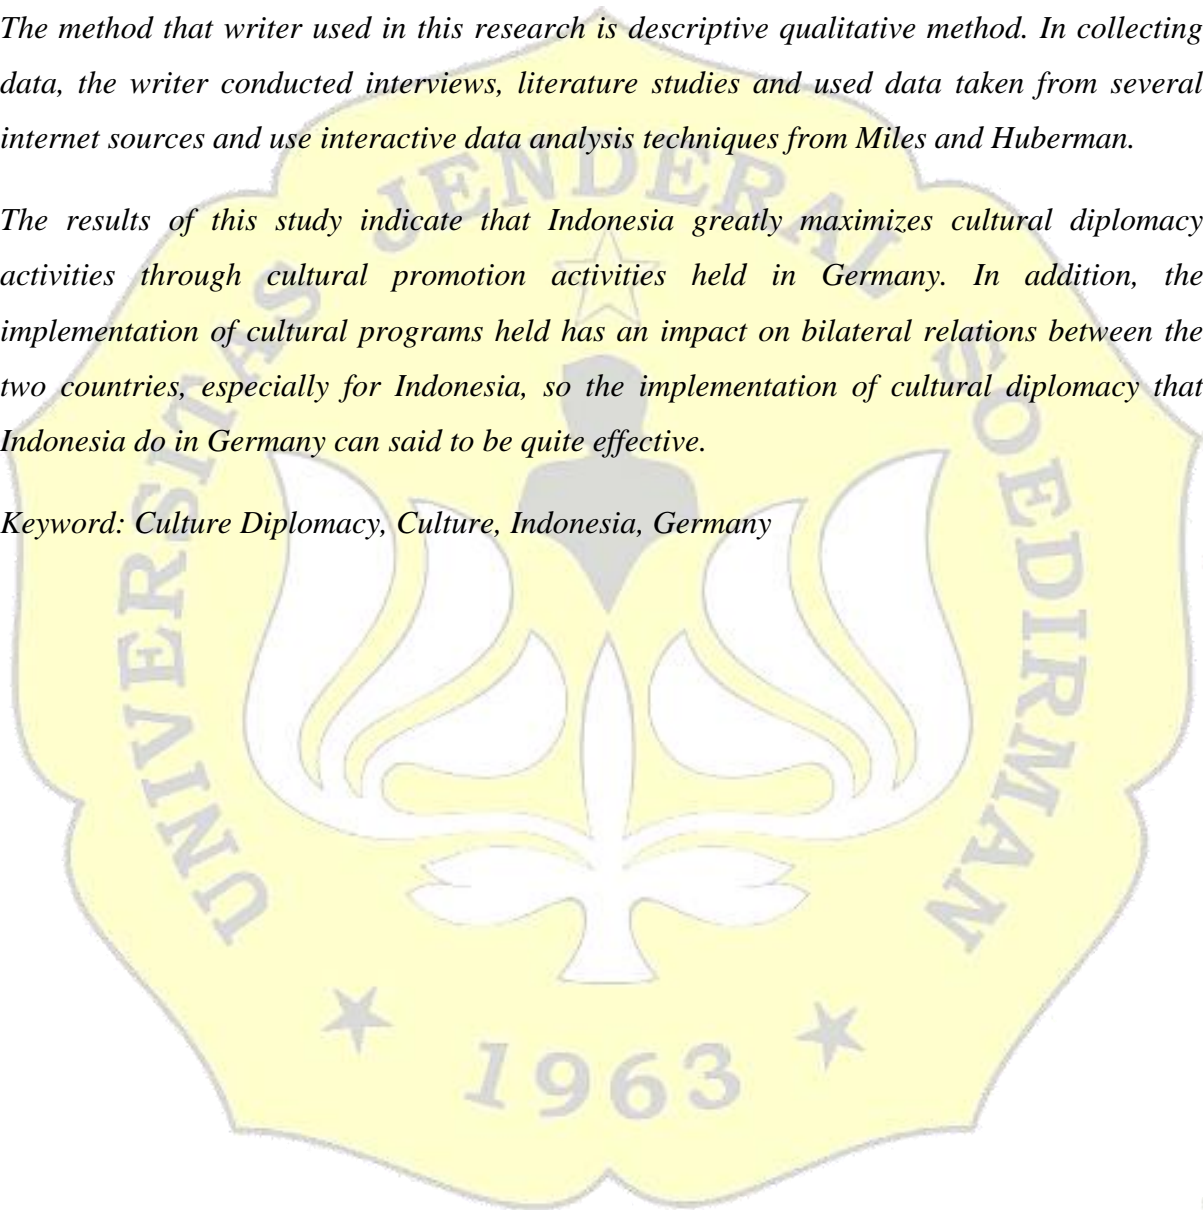 The method that writer used in this research is descriptive qualitative method. In collecting
data, the writer conducted interviews, literature studies and used data taken from several
internet sources and use interactive data analysis techniques from Miles and Huberman.
The results of this study indicate that Indonesia greatly maximizes cultural diplomacy
activities through cultural promotion activities held in Germany. In addition, the
implementation of cultural programs held has an impact on bilateral relations between the
two countries, especially for Indonesia, so the implementation of cultural diplomacy that
Indonesia do in Germany can said to be quite effective.
Keyword: Culture Diplomacy, Culture, Indonesia, Germany
UNIVERSITAS JENDERAL SOEDIRMAN
1963